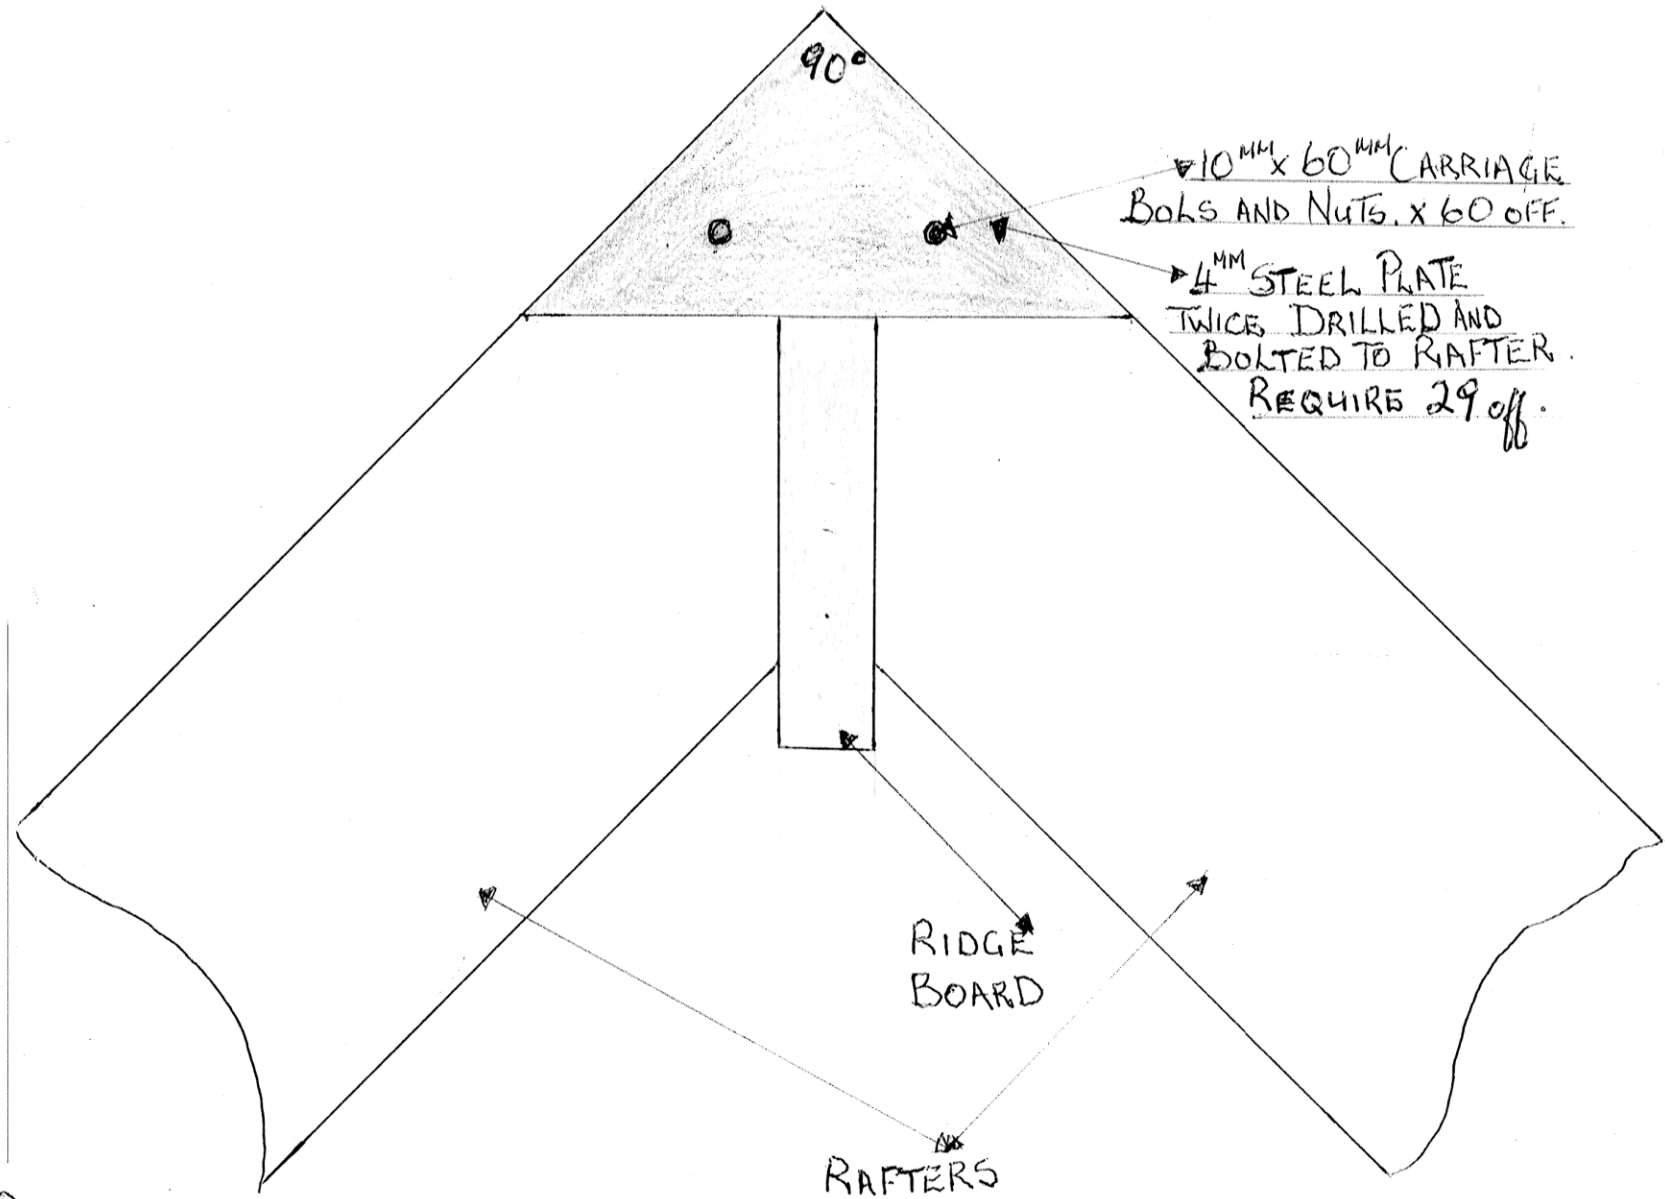 90°
10ᴹᴹ x 60ᴹᴹ CARRIAGE
BOLS AND NUTS. x 60 OFF.
4ᴹᴹ STEEL PLATE
TWICE DRILLED AND
BOLTED TO RAFTER.
REQUIRE 29 off.
RIDGE
BOARD
RAFTERS